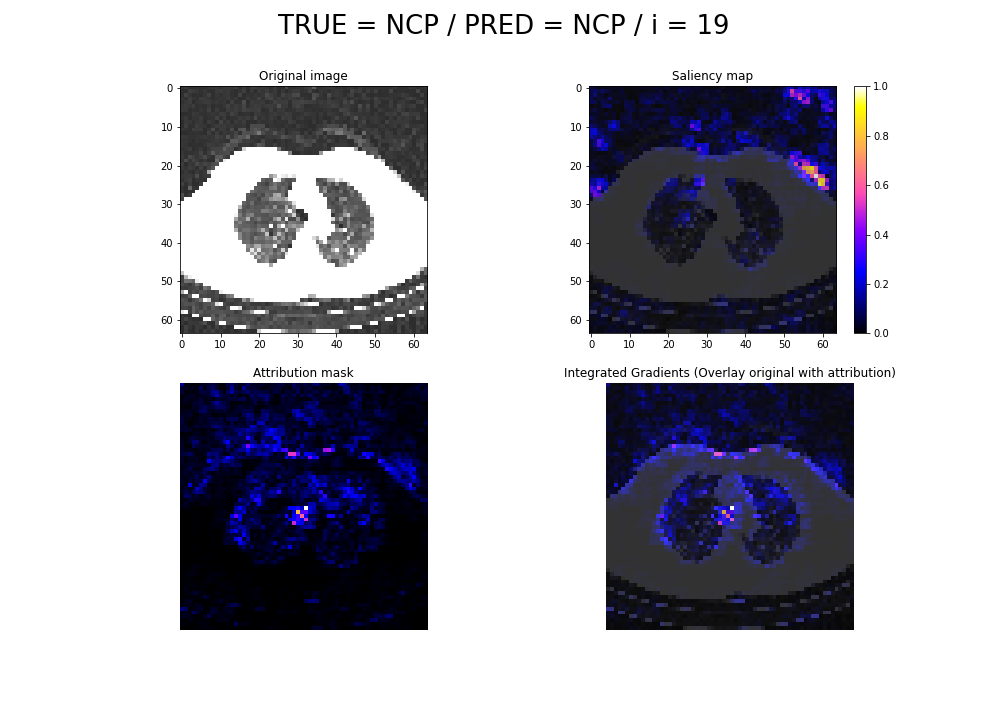 TRUE = NCP / PRED = NCP / i = 19
Original image
Saliency map
0
10
20
30
40
50
60
0 10 20 30 40 50 60
0
10
20
30
40
50
60
0 10 20 30 40 50 60
1.0
0.8
0.6
0.4
0.2
0.0
Attribution mask
Integrated Gradients (Overlay original with attribution)